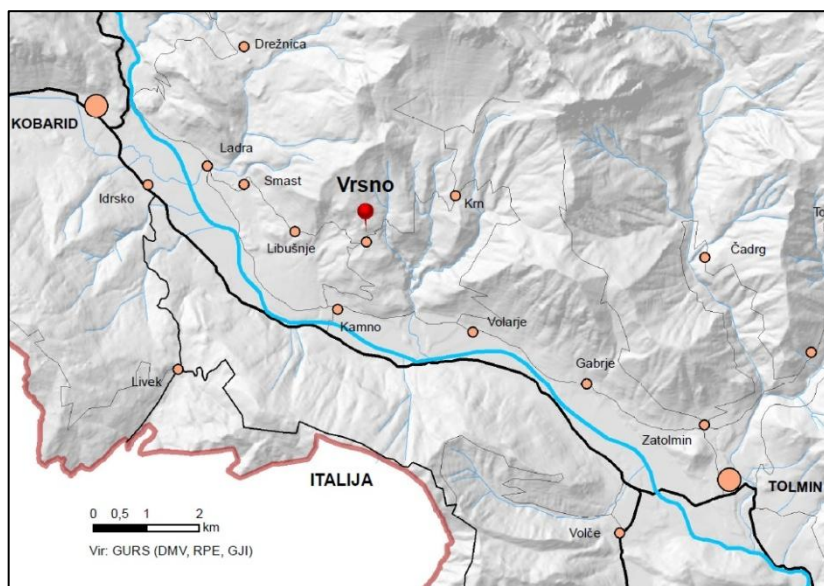 Drežnica
KOBARID
Ladra
Smast
Vrsno
Idrsko
Krn
Libušnje
To
Čadrg
Kamno
Volarje
Livek
Gabrje
Zatolmin
ITALIJA
TOLMIN
0 0,5 1 2
km
Volče
Vir: GURS (DMV, RPE, GJI)